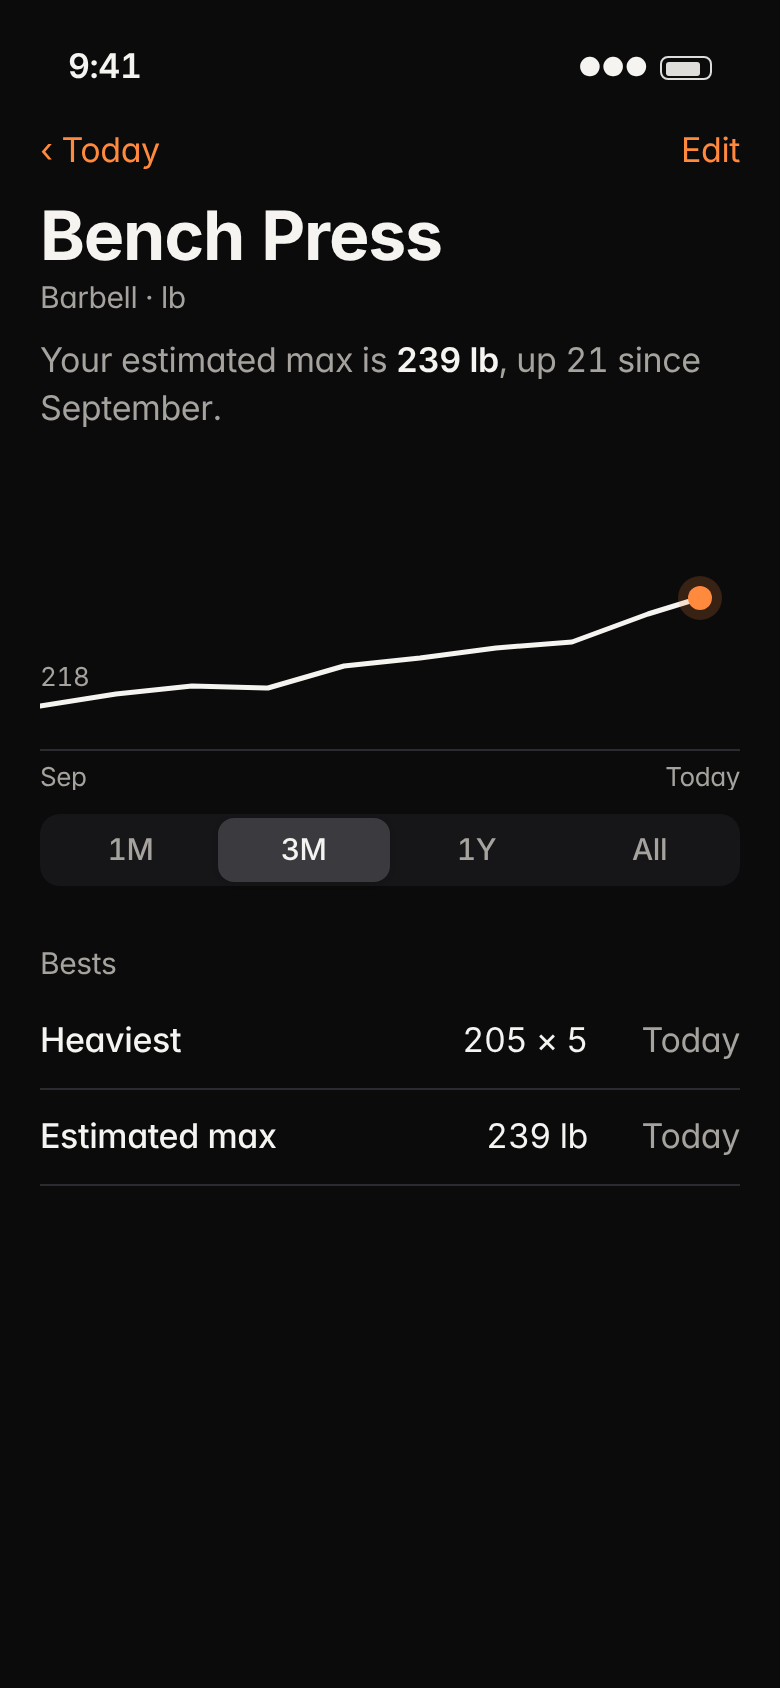 9:41
‹ Today
Edit
Bench Press
Barbell · lb
Your estimated max is 239 lb, up 21 since
September.
218
Sep
Today
1M
3M
1Y
All
Bests
Heaviest
205 × 5
Today
Estimated max
239 lb
Today